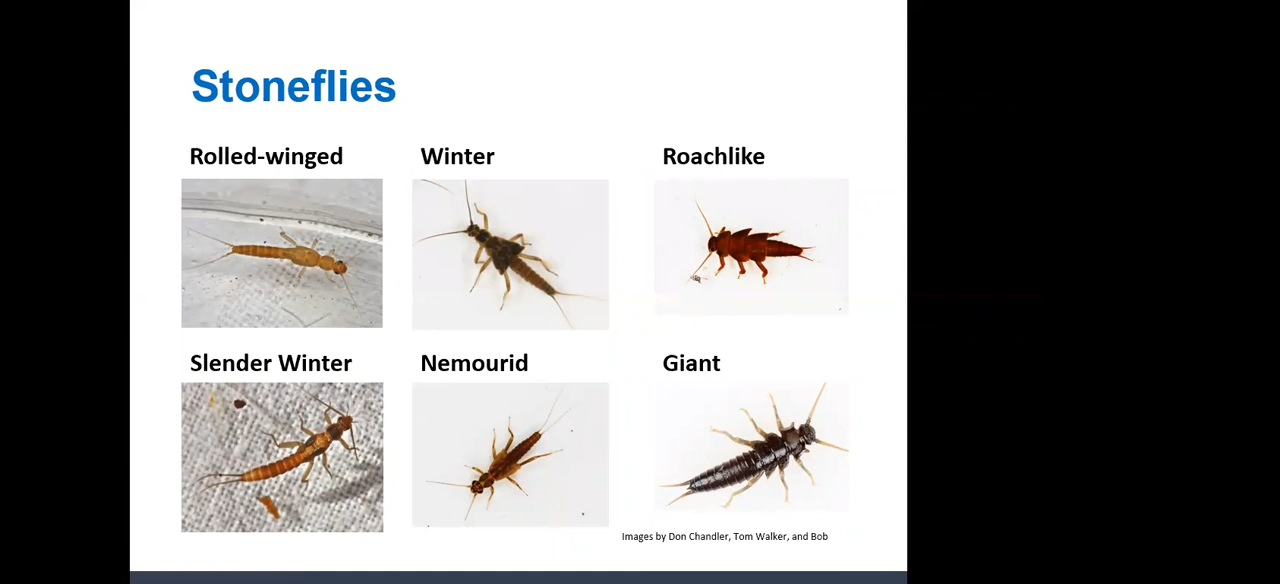 Stoneflies
Rolled-winged
Winter
Roachlike
Slender Winter
Nemourid
Giant
Images by Don Chandler, Tom Walker, and Bob